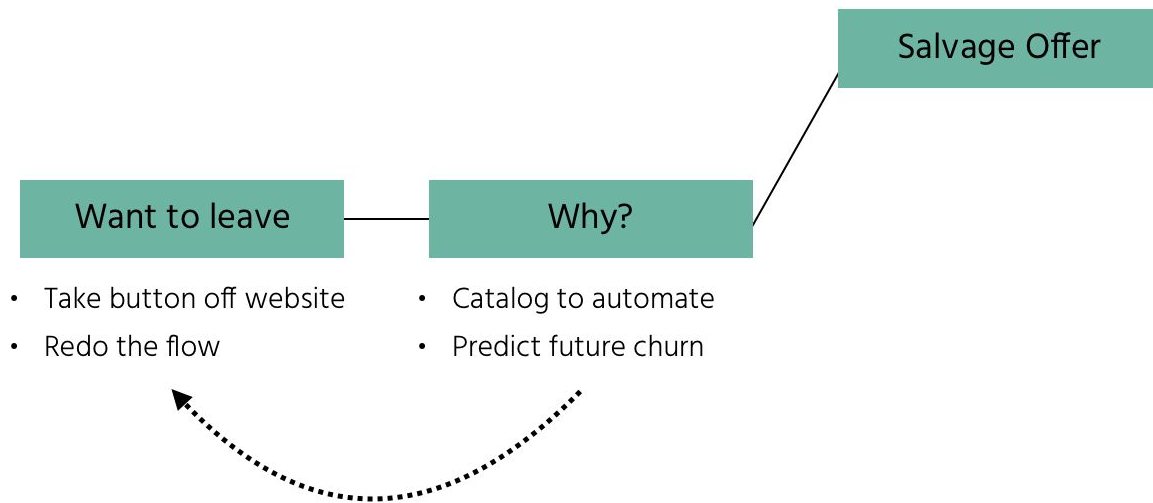 Salvage Offer
Want to leave
Why?
• Take button off website
• Redo the flow
• Catalog to automate
• Predict future churn